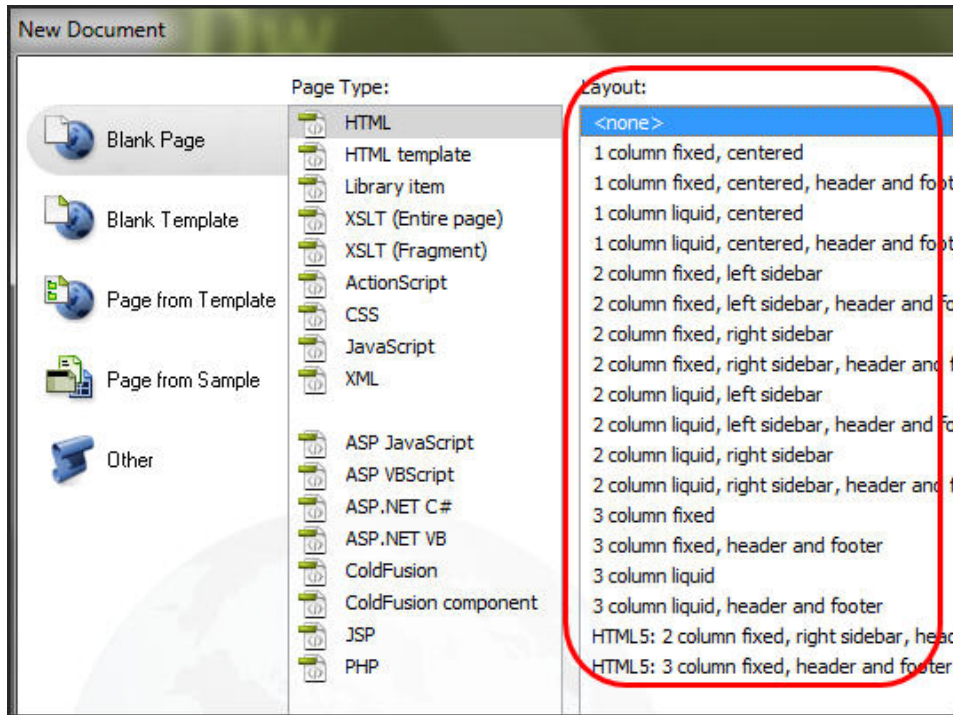 New Document
Blank Page
Blank Template
Page from Template
Page from Sample
Other
Page Type:
HTML
HTML template
Library item
XSLT (Entire page)
XSLT (Fragment)
ActionScript
CSS
JavaScript
XML
ASP JavaScript
ASP VBScript
ASP.NET C#
ASP.NET VB
ColdFusion
ColdFusion component
JSP
PHP
Layout:
<none>
1 column fixed, centered
1 column fixed, centered, header and foot
1 column liquid, centered
1 column liquid, centered, header and foot
2 column fixed, left sidebar
2 column fixed, left sidebar, header and fo
2 column fixed, right sidebar
2 column fixed, right sidebar, header and f
2 column liquid, left sidebar
2 column liquid, left sidebar, header and fo
2 column liquid, right sidebar
2 column liquid, right sidebar, header and f
3 column fixed
3 column fixed, header and footer
3 column liquid
3 column liquid, header and footer
HTML5: 2 column fixed, right sidebar, head
HTML5: 3 column fixed, header and footer